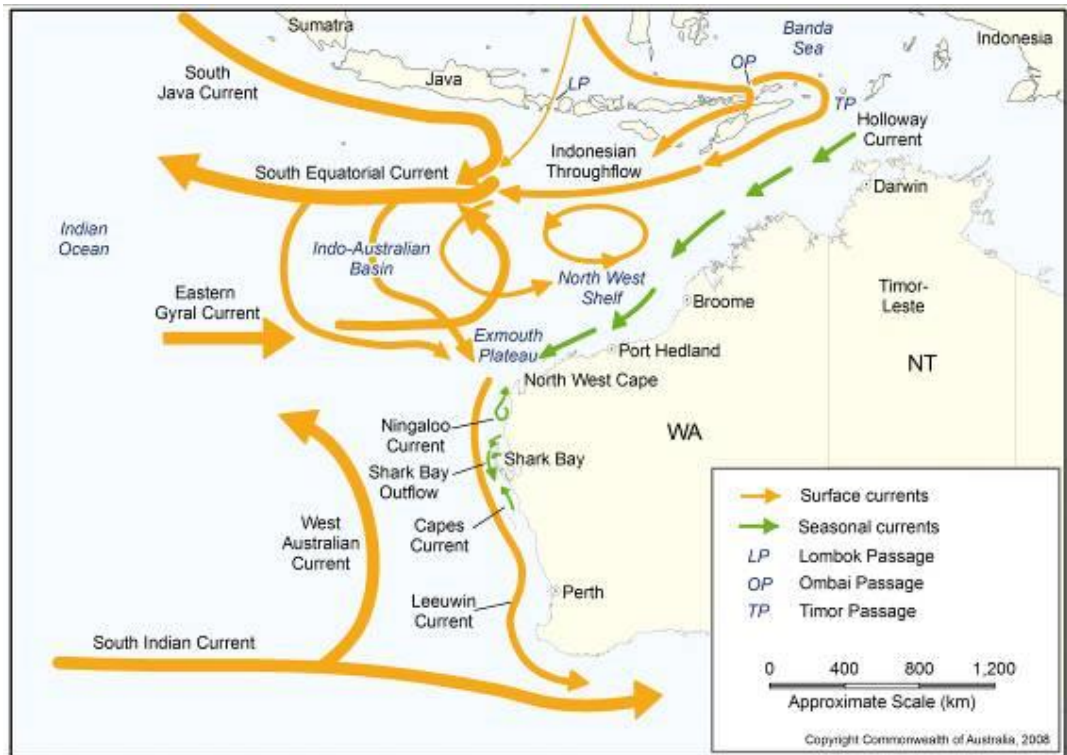 Sumatra
Banda
Sea
Indonesia
South
Java Current
Java
LP
OP
TP
Holloway
Current
Indonesian
Throughflow
South Equatorial Current
Darwin
Indian
Ocean
Indo-Australian
Basin
North West
Shelf
Timor-
Leste
Eastern
Gyral Current
Broome
Exmouth
Plateau
Port Hedland
NT
North West Cape
Ningaloo
Current
WA
Shark Bay
Shark Bay
Outflow
Capes
Current
West
Australian
Current
Leeuwin
Current
Perth
South Indian Current
Surface currents
Seasonal currents
LP Lombok Passage
OP Ombai Passage
TP Timor Passage
0 400 800 1,200
Approximate Scale (km)
Copyright Commonwealth of Australia, 2008